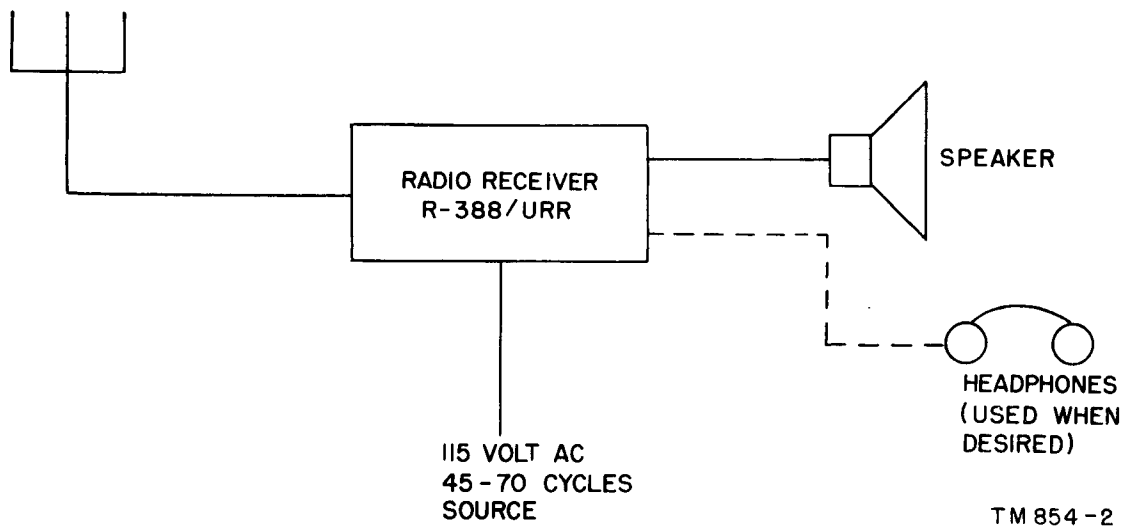 RADIO RECEIVER
R-388/URR
SPEAKER
HEADPHONES
(USED WHEN
DESIRED)
115 VOLT AC
45-70 CYCLES
SOURCE
TM 854-2